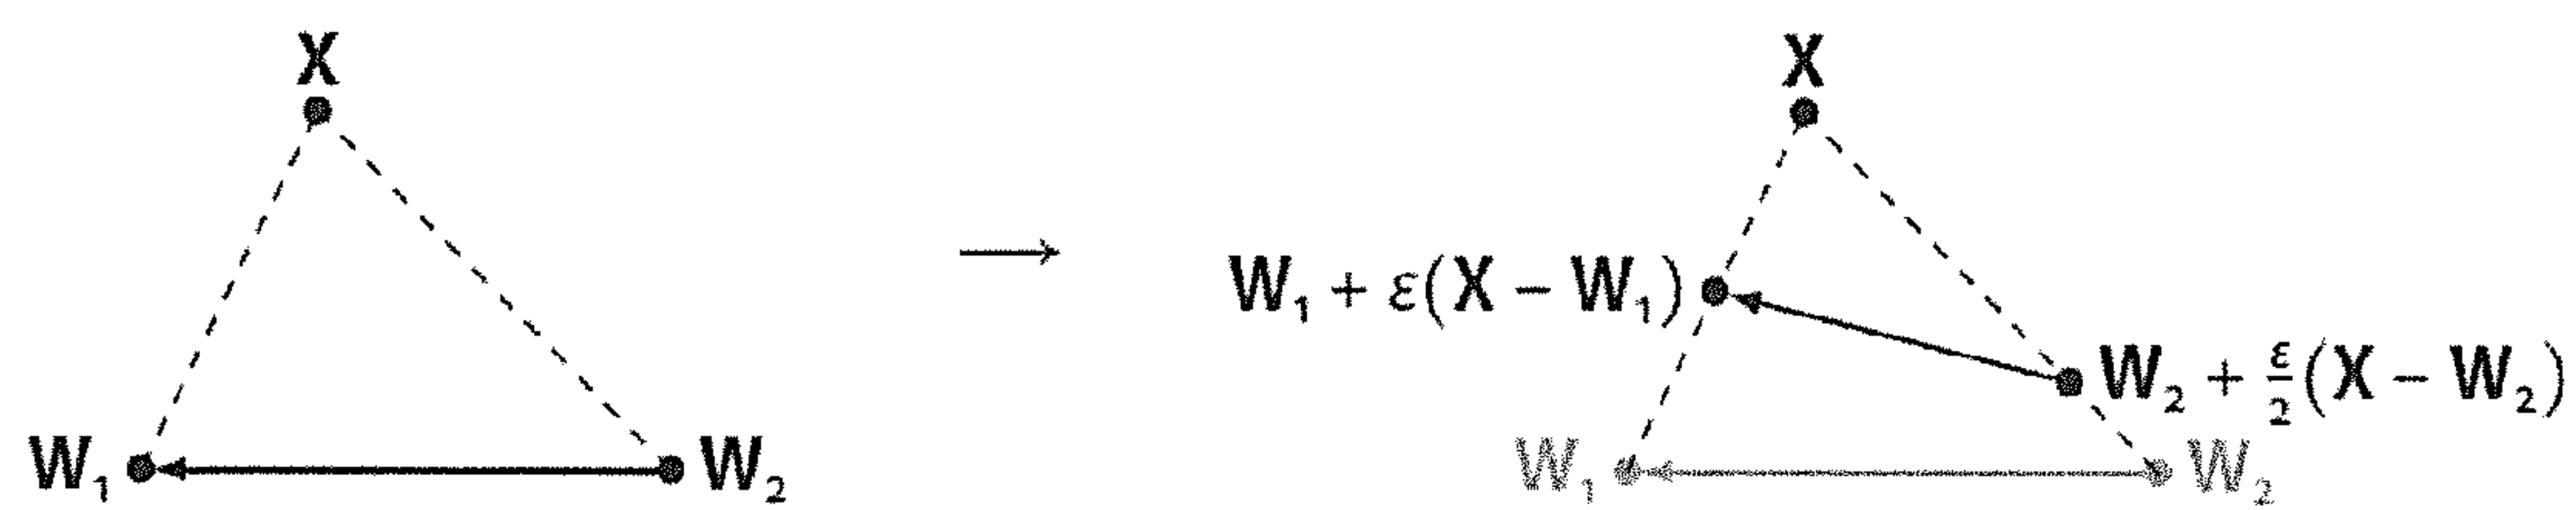 X
X
W₁ + ε(X − W₁)
W₂ + ε/2(X − W₂)
W₁
W₂
W₁
W₂